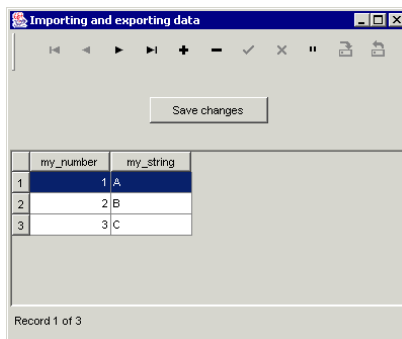 Importing and exporting data
Save changes
my_number my_string
1 1 A
2 2 B
3 3 C
Record 1 of 3